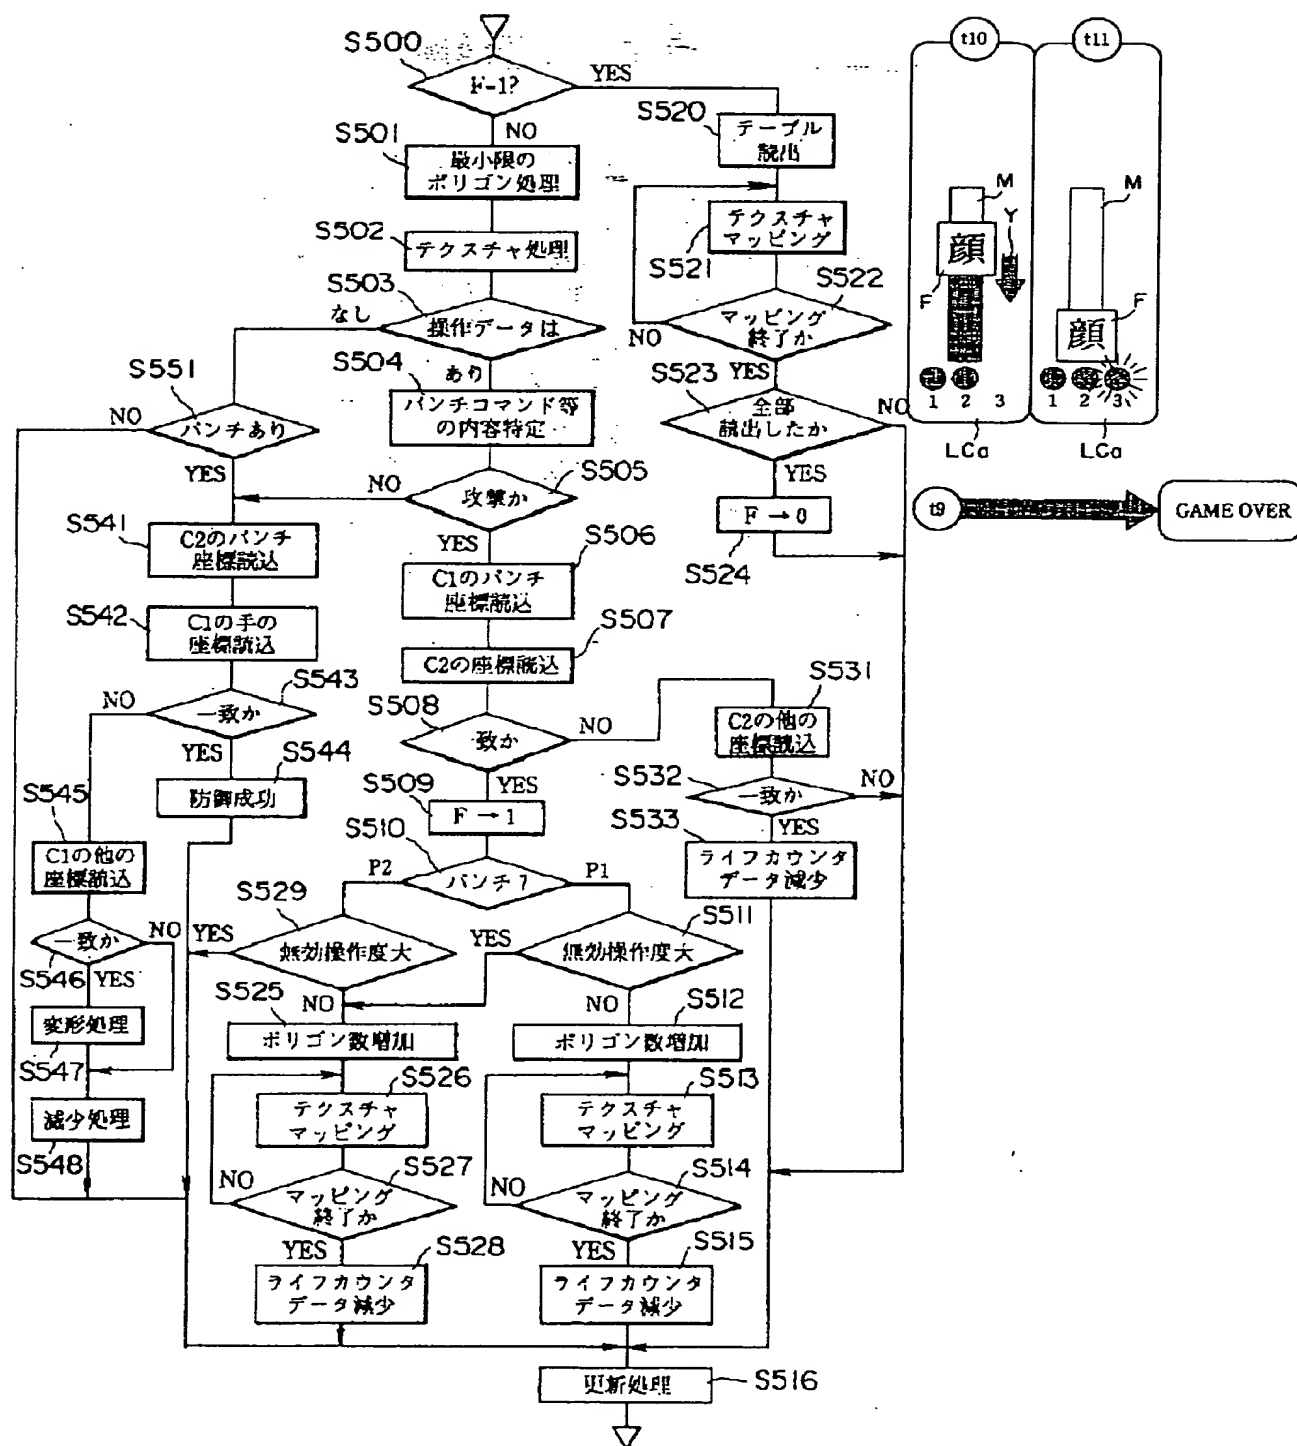 S500
F-1?
YES
NO
S501
最小限の
ポリゴン処理
S502
テクスチャ処理
S503
操作データは
なし
あり
S504
パンチコマンド等
の内容特定
S551
パンチあり
NO
YES
S505
攻撃か
NO
YES
S541
C2のパンチ
座標読込
S506
C1のパンチ
座標読込
S542
C1の手の
座標読込
S507
C2の座標読込
S543
一致か
NO
YES
S508
一致か
NO
YES
S544
防御成功
S509
F → 1
S545
C1の他の
座標読込
S510
パンチ?
P2
P1
S546
一致か
NO
YES
S547
変形処理
S548
減少処理
S529
無効操作度大
YES
NO
S511
無効操作度大
YES
NO
S525
ポリゴン数増加
S512
ポリゴン数増加
S526
テクスチャ
マッピング
S513
テクスチャ
マッピング
S527
マッピング
終了か
NO
YES
S514
マッピング
終了か
NO
YES
S528
ライフカウンタ
データ減少
S515
ライフカウンタ
データ減少
S516
更新処理
S520
テーブル
読出
S521
テクスチャ
マッピング
S522
マッピング
終了か
NO
YES
S523
全部
読出したか
NO
YES
S524
F → 0
S531
C2の他の
座標読込
S532
一致か
NO
YES
S533
ライフカウンタ
データ減少
t10
M
Y
顔
F
1 2 3
LCa
t11
M
F
顔
1 2 3
LCa
t9
GAME OVER